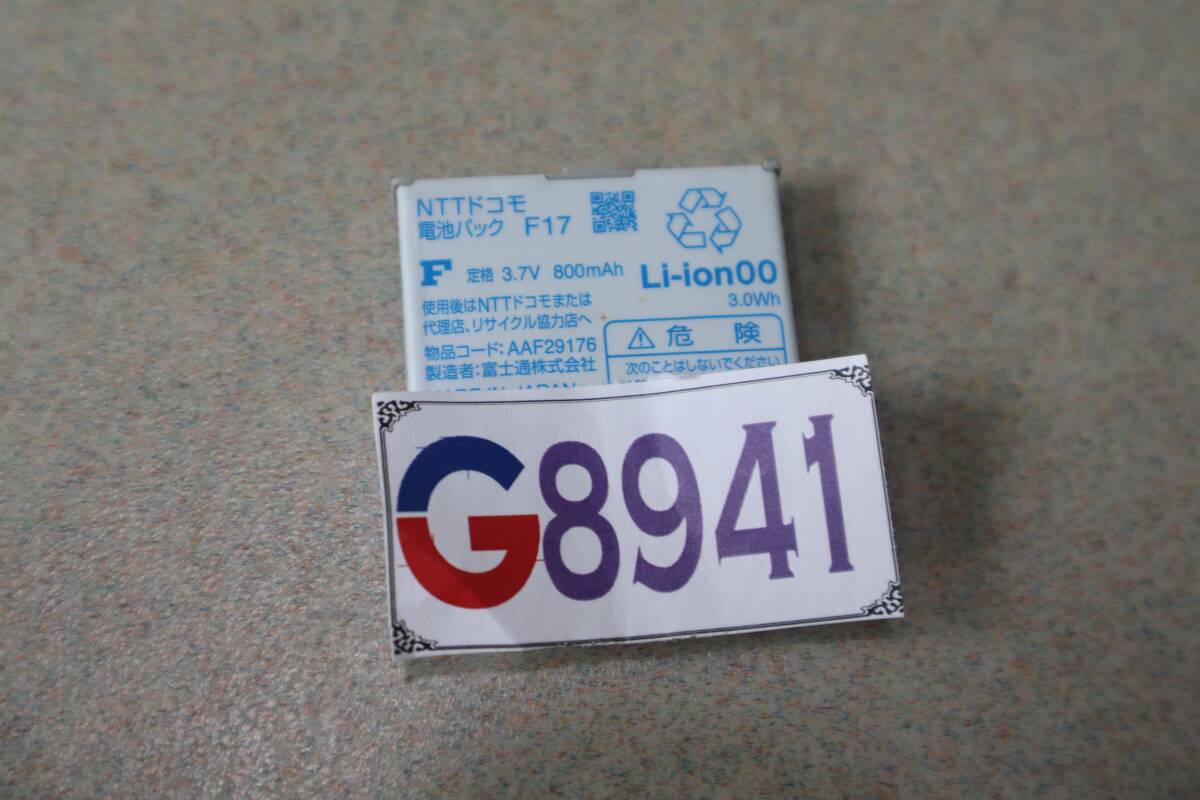 NTTドコモ
電池パック F17
F 定格 3.7V 800mAh
Li-ion00
3.0Wh
使用後はNTTドコモまたは
代理店、リサイクル協力店へ
物品コード:AAF29176
製造者:富士通株式会社
MADE IN JAPAN
危険
次のことはしないでください
G8941